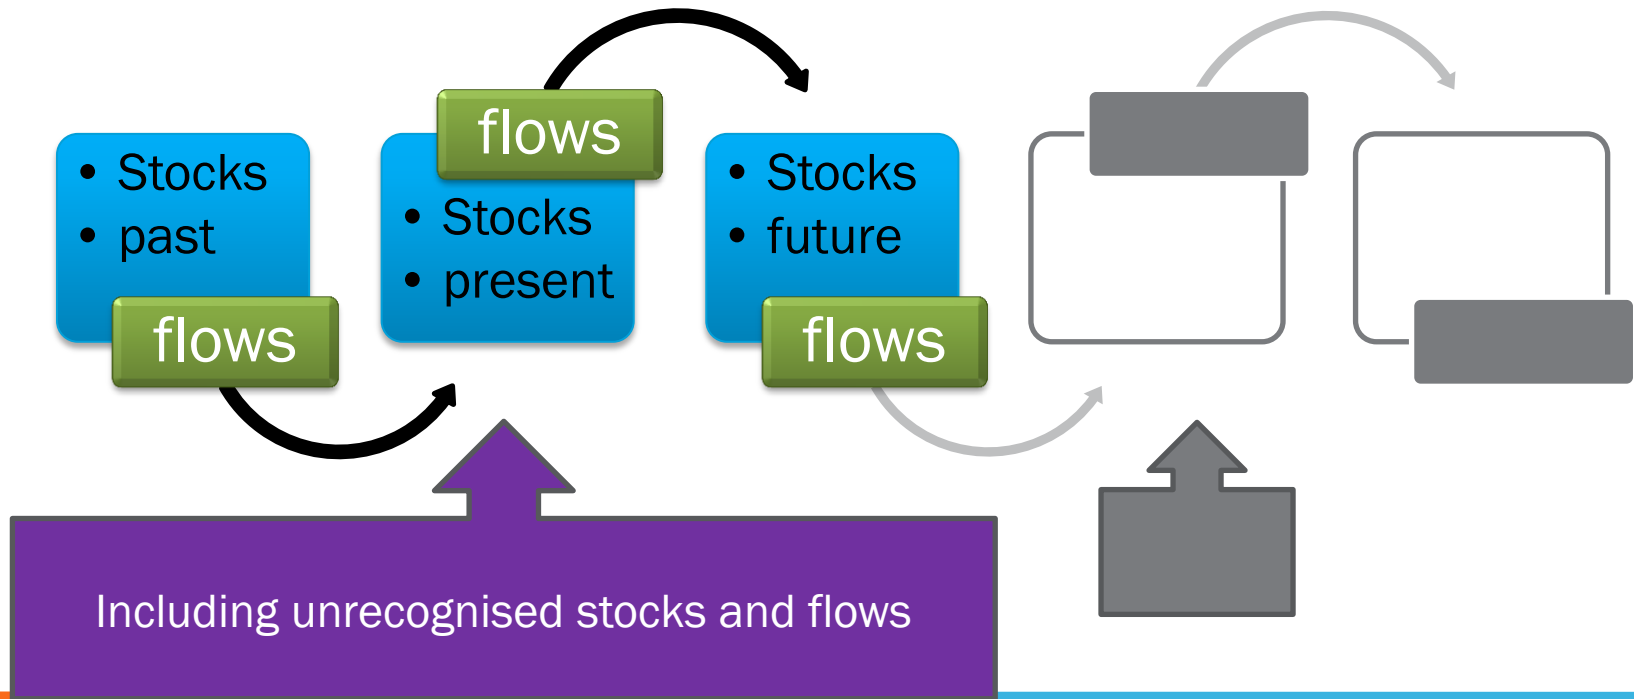 • Stocks
• past
flows
flows
• Stocks
• present
• Stocks
• future
flows
Including unrecognised stocks and flows